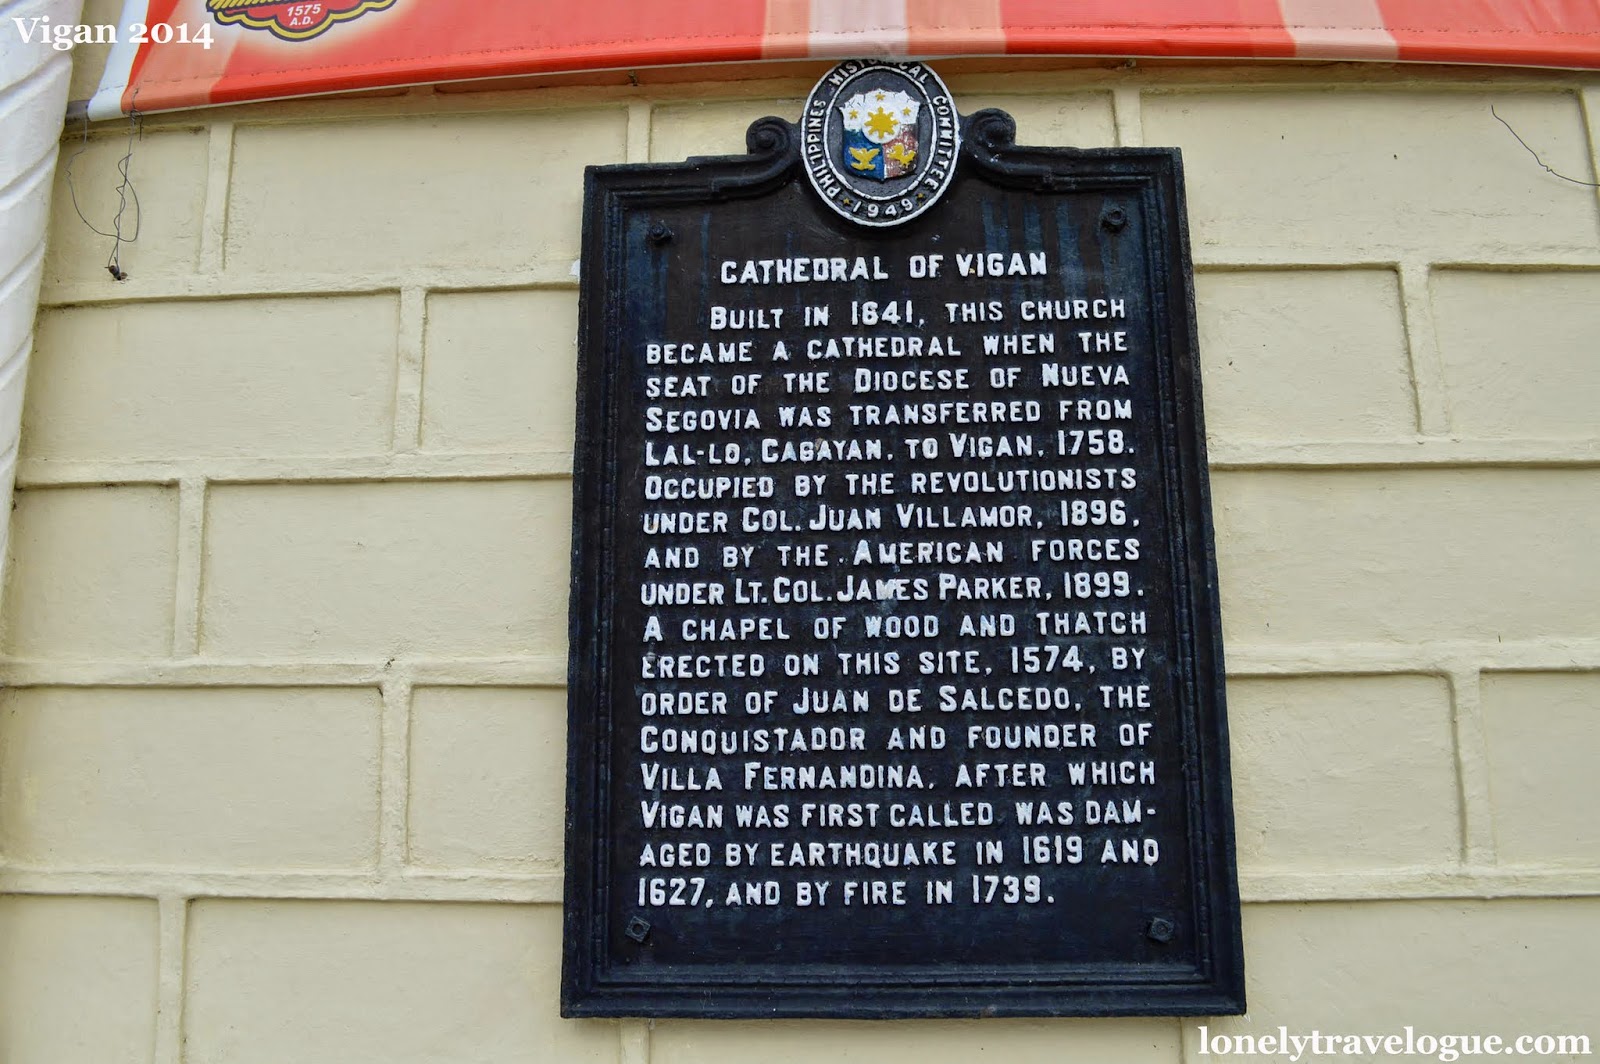 Vigan 2014
1575
A.D.
PHILIPPINES HISTORICAL COMMITTEE
1949
CATHEDRAL OF VIGAN
BUILT IN 1641, THIS CHURCH
BECAME A CATHEDRAL WHEN THE
SEAT OF THE DIOCESE OF NUEVA
SEGOVIA WAS TRANSFERRED FROM
LAL-LO, CAGAYAN, TO VIGAN, 1758.
OCCUPIED BY THE REVOLUTIONISTS
UNDER COL. JUAN VILLAMOR, 1896,
AND BY THE AMERICAN FORCES
UNDER LT. COL. JAMES PARKER, 1899.
A CHAPEL OF WOOD AND THATCH
ERECTED ON THIS SITE, 1574, BY
ORDER OF JUAN DE SALCEDO, THE
CONQUISTADOR AND FOUNDER OF
VILLA FERNANDINA, AFTER WHICH
VIGAN WAS FIRST CALLED WAS DAM-
AGED BY EARTHQUAKE IN 1619 AND
1627, AND BY FIRE IN 1739.
lonelytravelogue.com